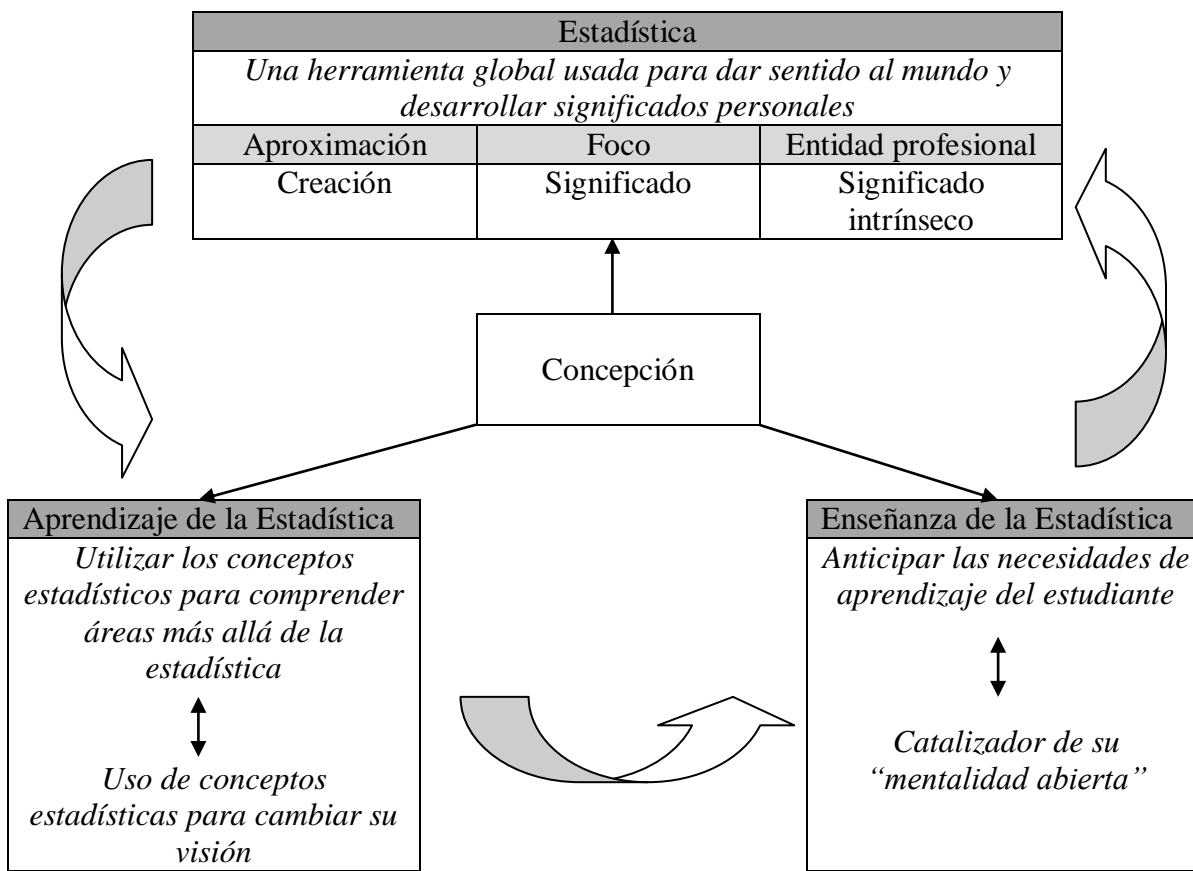 Estadística
Una herramienta global usada para dar sentido al mundo y
desarrollar significados personales
Aproximación Foco Entidad profesional
Creación Significado Significado
intrínseco
Concepción
Aprendizaje de la Estadística
Utilizar los conceptos
estadísticos para comprender
áreas más allá de la
estadística
Uso de conceptos
estadísticas para cambiar su
visión
Enseñanza de la Estadística
Anticipar las necesidades de
aprendizaje del estudiante
Catalizador de su
“mentalidad abierta”